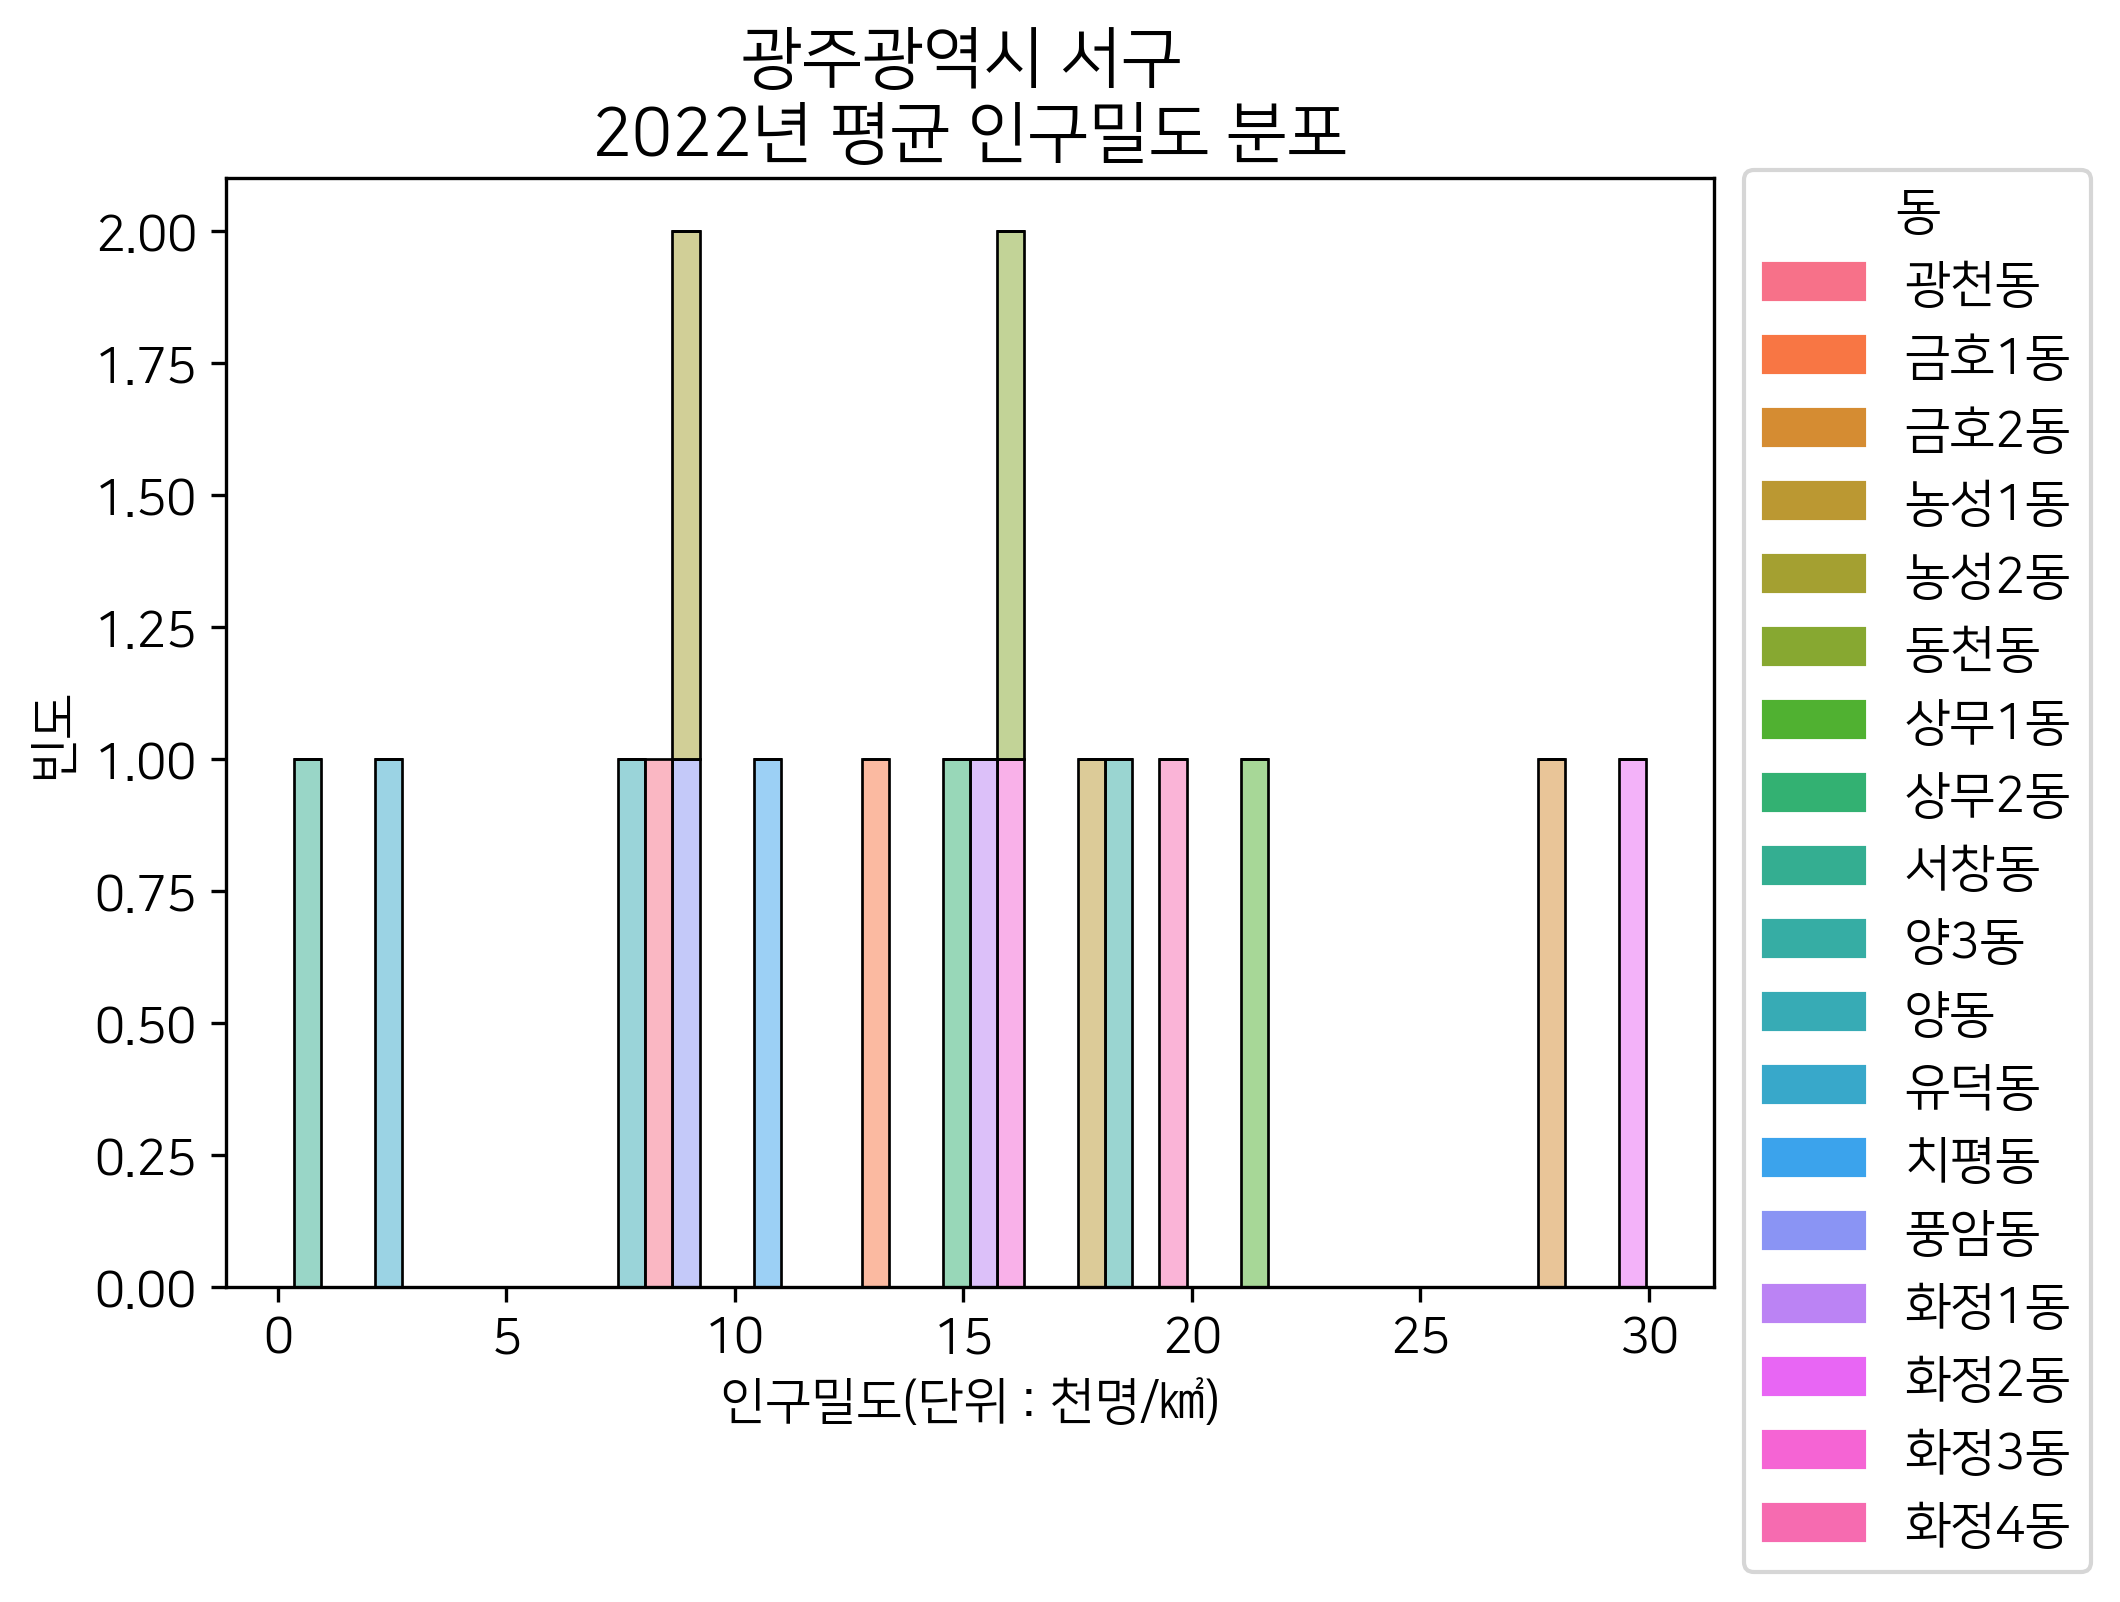 광주광역시 서구
2022년 평균 인구밀도 분포
빈도
2.00
1.75
1.50
1.25
1.00
0.75
0.50
0.25
0.00
0 5 10 15 20 25 30
인구밀도(단위 : 천명/㎢)
동
광천동
금호1동
금호2동
농성1동
농성2동
동천동
상무1동
상무2동
서창동
양3동
양동
유덕동
치평동
풍암동
화정1동
화정2동
화정3동
화정4동